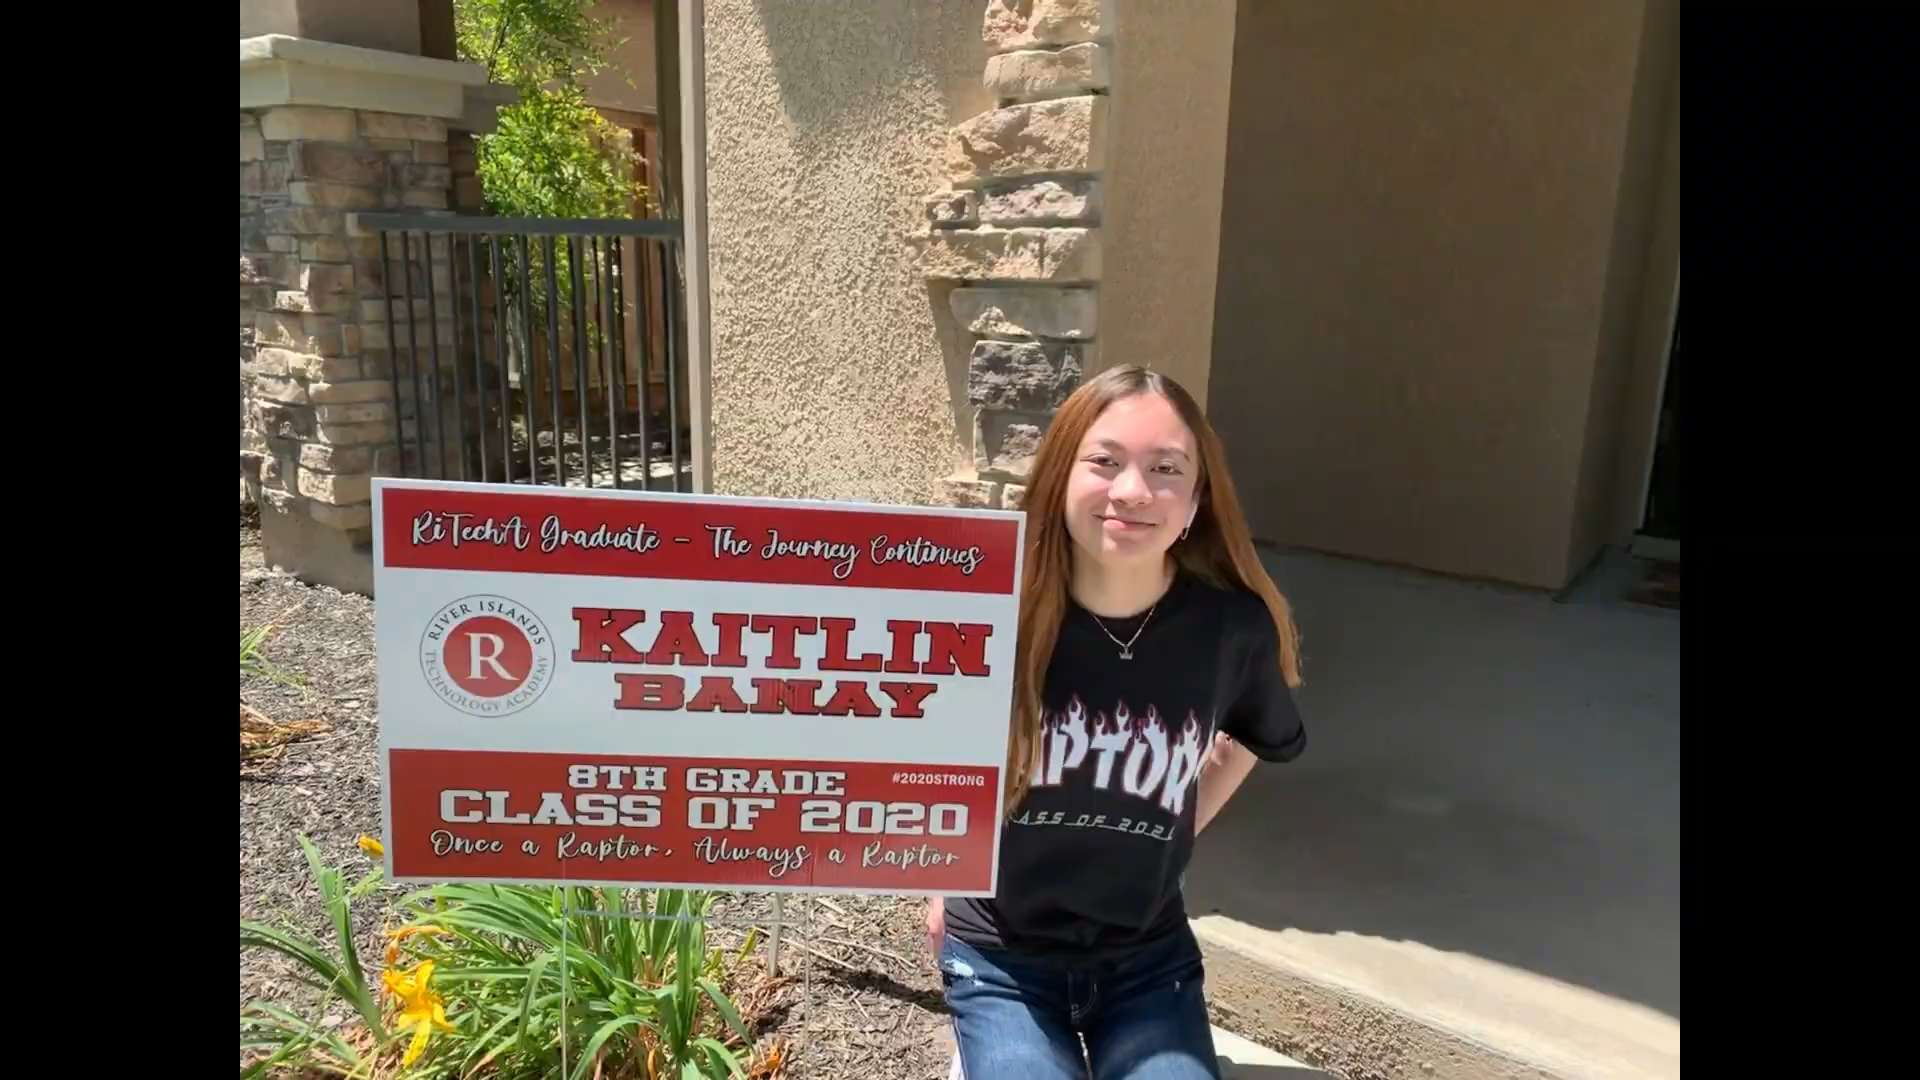 RiTechA Graduate - The Journey Continues
RIVER ISLANDS
TECHNOLOGY ACADEMY
R
KAITLIN
BANAY
8TH GRADE
#2020STRONG
CLASS OF 2020
Once a Raptor, Always a Raptor
APTOR
ASS OF 202